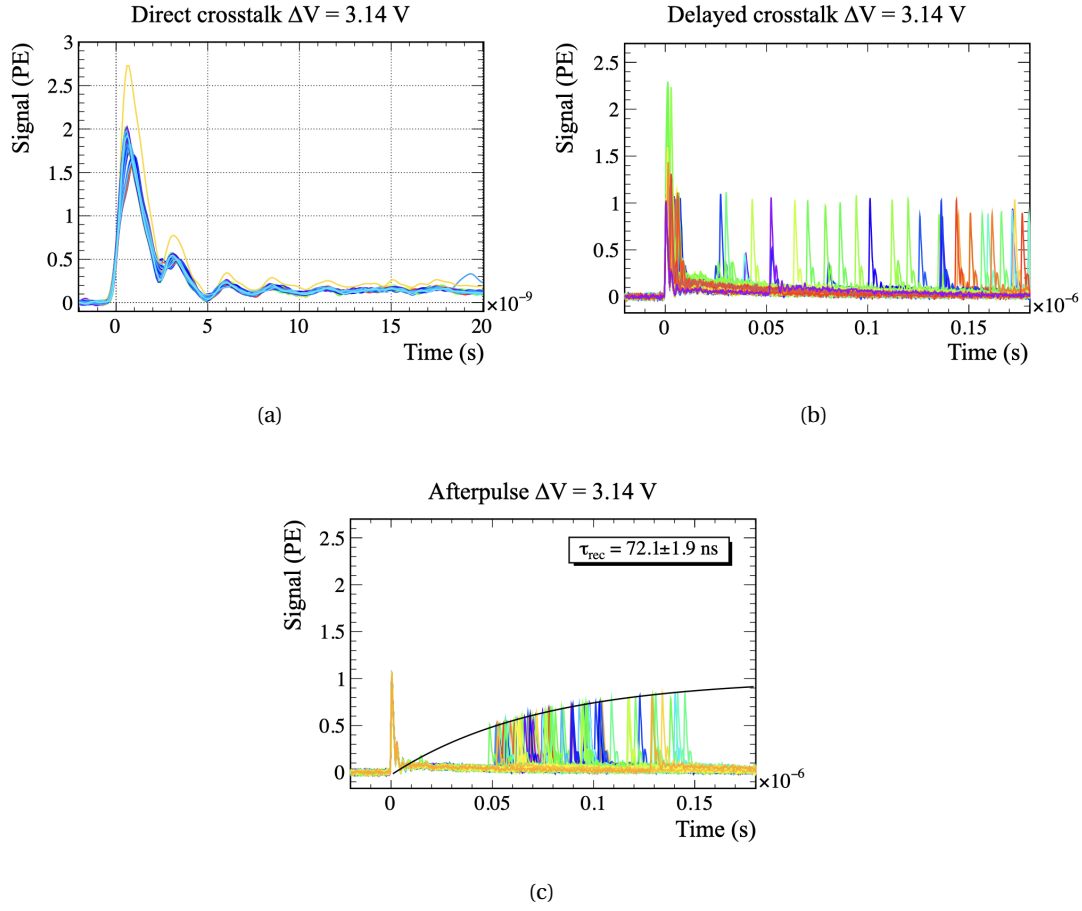 Direct crosstalk ΔV = 3.14 V
Signal (PE)
3
2.5
2
1.5
1
0.5
0
0 5 10 15 20
×10⁻⁹
Time (s)
(a)
Delayed crosstalk ΔV = 3.14 V
Signal (PE)
2.5
2
1.5
1
0.5
0
0 0.05 0.1 0.15
×10⁻⁶
Time (s)
(b)
Afterpulse ΔV = 3.14 V
Signal (PE)
2.5
2
1.5
1
0.5
0
τrec = 72.1±1.9 ns
0 0.05 0.1 0.15
×10⁻⁶
Time (s)
(c)